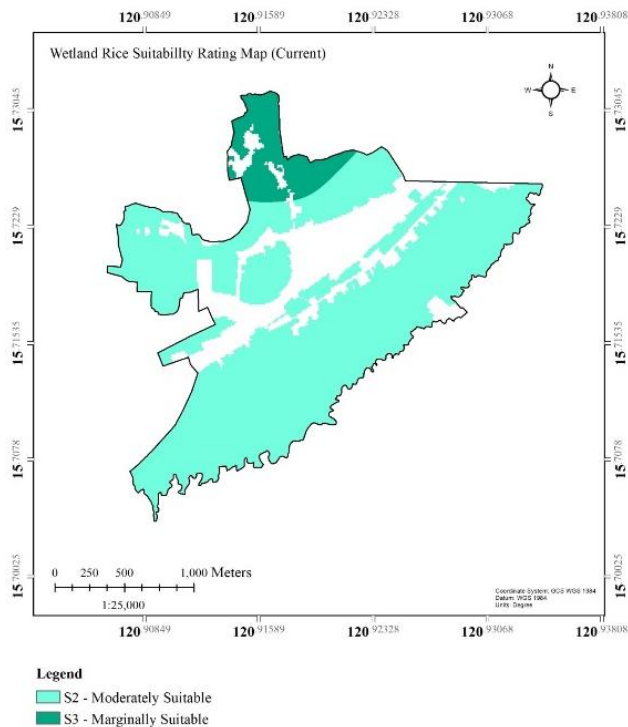 120.90849 120.91589 120.92328 120.93068 120.93808
Wetland Rice Suitabillty Rating Map (Current)
N
W E
S
15.73045 15.73045
15.7229 15.7229
15.71535 15.71535
15.7078 15.7078
15.70025 15.70025
0 250 500 1,000 Meters
1:25,000
Coordinate System: GCS WGS 1984
Datum: WGS 1984
Units: Degree
120.90849 120.91589 120.92328 120.93068 120.93808
Legend
S2 - Moderately Suitable
S3 - Marginally Suitable